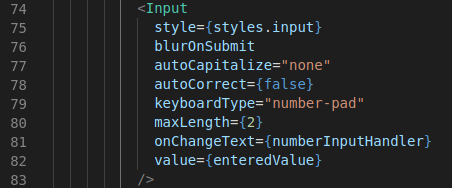 74 <Input
75 style={styles.input}
76 blurOnSubmit
77 autoCapitalize="none"
78 autoCorrect={false}
79 keyboardType="number-pad"
80 maxLength={2}
81 onChangeText={numberInputHandler}
82 value={enteredValue}
83 />